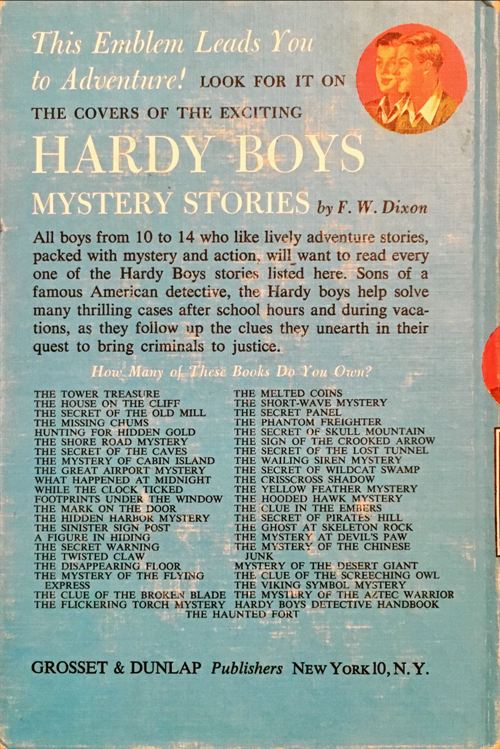 This Emblem Leads You
to Adventure! LOOK FOR IT ON
THE COVERS OF THE EXCITING
HARDY BOYS
MYSTERY STORIES by F. W. Dixon
All boys from 10 to 14 who like lively adventure stories,
packed with mystery and action, will want to read every
one of the Hardy Boys stories listed here. Sons of a
famous American detective, the Hardy boys help solve
many thrilling cases after school hours and during vaca-
tions, as they follow up the clues they unearth in their
quest to bring criminals to justice.
How Many of These Books Do You Own?
THE TOWER TREASURE
THE HOUSE ON THE CLIFF
THE SECRET OF THE OLD MILL
THE MISSING CHUMS
HUNTING FOR HIDDEN GOLD
THE SHORE ROAD MYSTERY
THE SECRET OF THE CAVES
THE MYSTERY OF CABIN ISLAND
THE GREAT AIRPORT MYSTERY
WHAT HAPPENED AT MIDNIGHT
WHILE THE CLOCK TICKED
FOOTPRINTS UNDER THE WINDOW
THE MARK ON THE DOOR
THE HIDDEN HARBOR MYSTERY
THE SINISTER SIGN POST
A FIGURE IN HIDING
THE SECRET WARNING
THE TWISTED CLAW
THE DISAPPEARING FLOOR
THE MYSTERY OF THE FLYING
EXPRESS
THE CLUE OF THE BROKEN BLADE
THE FLICKERING TORCH MYSTERY
THE MELTED COINS
THE SHORT-WAVE MYSTERY
THE SECRET PANEL
THE PHANTOM FREIGHTER
THE SECRET OF SKULL MOUNTAIN
THE SIGN OF THE CROOKED ARROW
THE SECRET OF THE LOST TUNNEL
THE WAILING SIREN MYSTERY
THE SECRET OF WILDCAT SWAMP
THE CRISSCROSS SHADOW
THE YELLOW FEATHER MYSTERY
THE HOODED HAWK MYSTERY
THE CLUE IN THE EMBERS
THE SECRET OF PIRATES' HILL
THE GHOST AT SKELETON ROCK
THE MYSTERY AT DEVIL'S PAW
THE MYSTERY OF THE CHINESE
JUNK
MYSTERY OF THE DESERT GIANT
THE CLUE OF THE SCREECHING OWL
THE VIKING SYMBOL MYSTERY
THE MYSTERY OF THE AZTEC WARRIOR
HARDY BOYS DETECTIVE HANDBOOK
THE HAUNTED FORT
GROSSET & DUNLAP Publishers NEW YORK 10, N. Y.